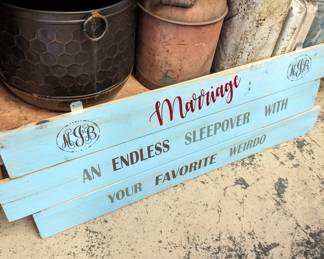 Marriage
AN ENDLESS SLEEPOVER WITH
YOUR FAVORITE WEIRDO